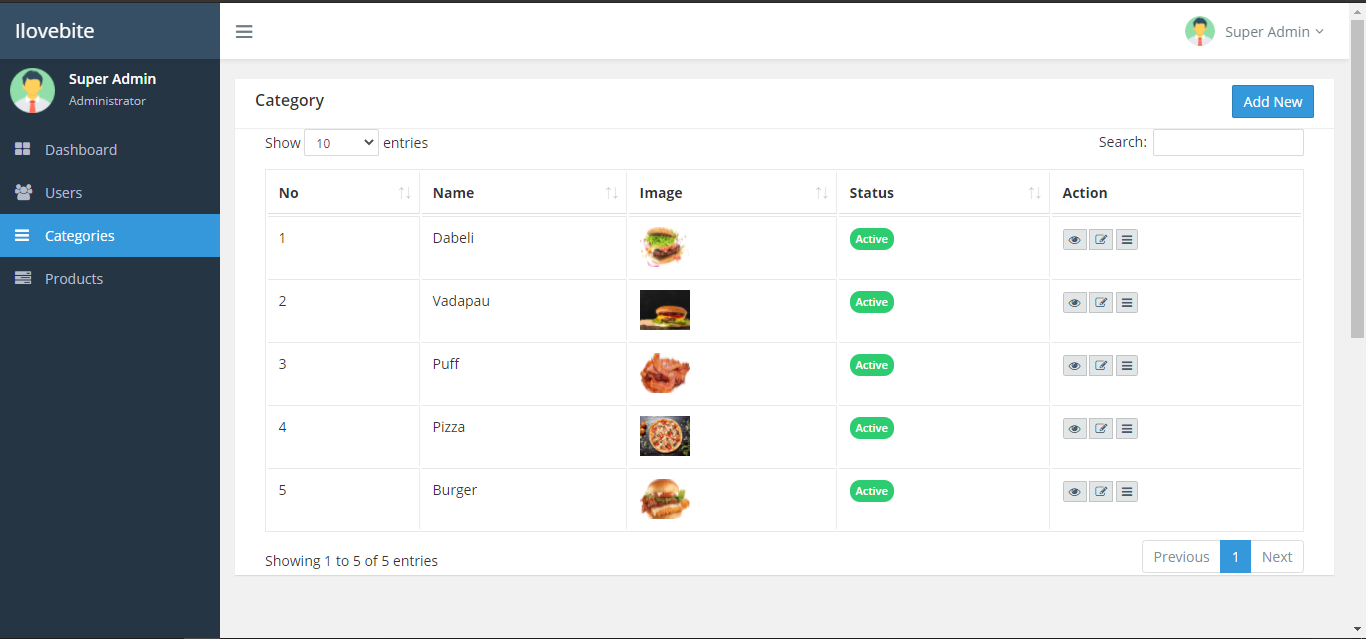 Ilovebite
Super Admin
Super Admin
Administrator
Dashboard
Users
Categories
Products
Category
Add New
Show 10 entries
Search:
No Name Image Status Action
1 Dabeli Active
2 Vadapau Active
3 Puff Active
4 Pizza Active
5 Burger Active
Showing 1 to 5 of 5 entries
Previous 1 Next